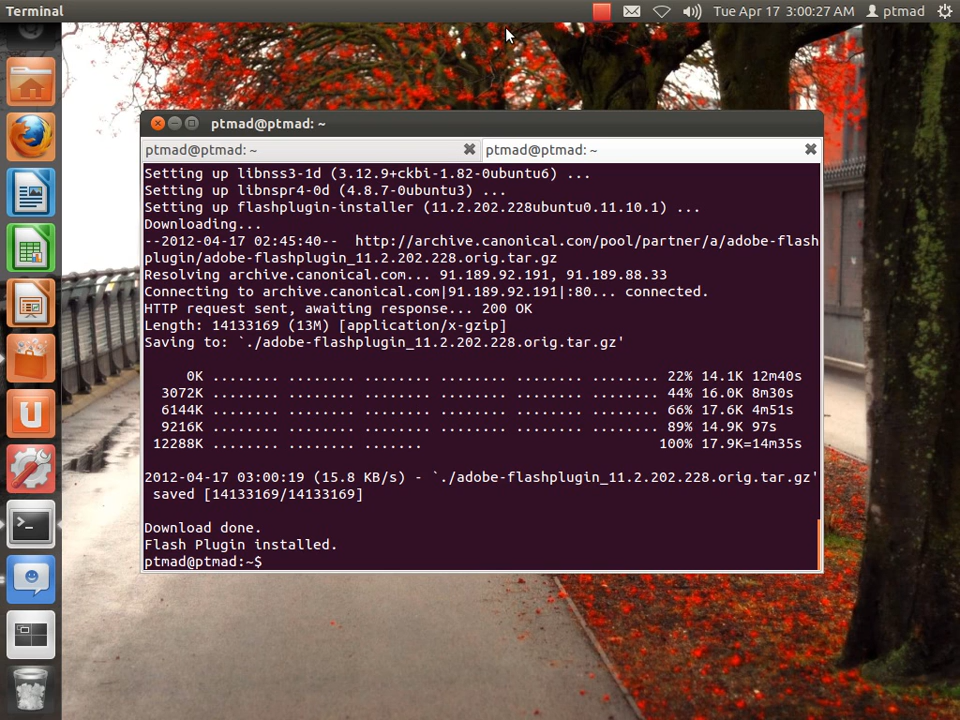 Terminal
Tue Apr 17 3:00:27 AM
ptmad
ptmad@ptmad: ~
ptmad@ptmad: ~
ptmad@ptmad: ~
Setting up libnss3-1d (3.12.9+ckbi-1.82-0ubuntu6) ...
Setting up libnspr4-0d (4.8.7-0ubuntu3) ...
Setting up flashplugin-installer (11.2.202.228ubuntu0.11.10.1) ...
Downloading...
--2012-04-17 02:45:40--  http://archive.canonical.com/pool/partner/a/adobe-flash
plugin/adobe-flashplugin_11.2.202.228.orig.tar.gz
Resolving archive.canonical.com... 91.189.92.191, 91.189.88.33
Connecting to archive.canonical.com|91.189.92.191|:80... connected.
HTTP request sent, awaiting response... 200 OK
Length: 14133169 (13M) [application/x-gzip]
Saving to: `./adobe-flashplugin_11.2.202.228.orig.tar.gz'
0K ........ ........ ........ ........ ........ ........ 22% 14.1K 12m40s
3072K ........ ........ ........ ........ ........ ........ 44% 16.0K 8m30s
6144K ........ ........ ........ ........ ........ ........ 66% 17.6K 4m51s
9216K ........ ........ ........ ........ ........ ........ 89% 14.9K 97s
12288K ........ ........ ....... 100% 17.9K=14m35s
2012-04-17 03:00:19 (15.8 KB/s) - `./adobe-flashplugin_11.2.202.228.orig.tar.gz'
saved [14133169/14133169]
Download done.
Flash Plugin installed.
ptmad@ptmad:~$